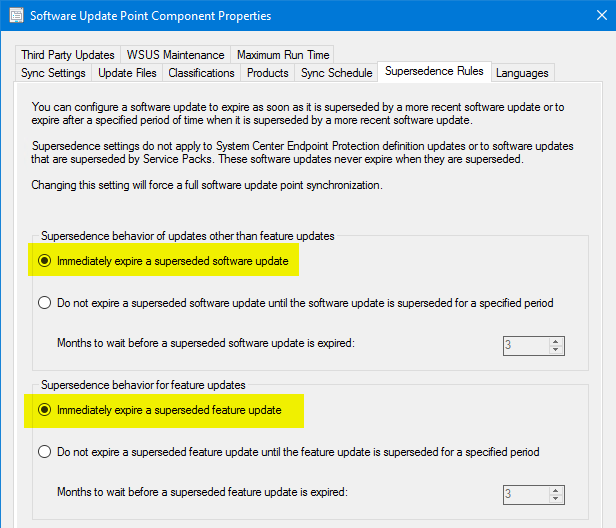 Software Update Point Component Properties
Third Party Updates WSUS Maintenance Maximum Run Time
Sync Settings Update Files Classifications Products Sync Schedule Supersedence Rules Languages
You can configure a software update to expire as soon as it is superseded by a more recent software update or to
expire after a specified period of time when it is superseded by a more recent software update.
Supersedence settings do not apply to System Center Endpoint Protection definition updates or to software updates
that are superseded by Service Packs. These software updates never expire when they are superseded.
Changing this setting will force a full software update point synchronization.
Supersedence behavior of updates other than feature updates
Immediately expire a superseded software update
Do not expire a superseded software update until the software update is superseded for a specified period
Months to wait before a superseded software update is expired: 3
Supersedence behavior for feature updates
Immediately expire a superseded feature update
Do not expire a superseded feature update until the feature update is superseded for a specified period
Months to wait before a superseded feature update is expired: 3